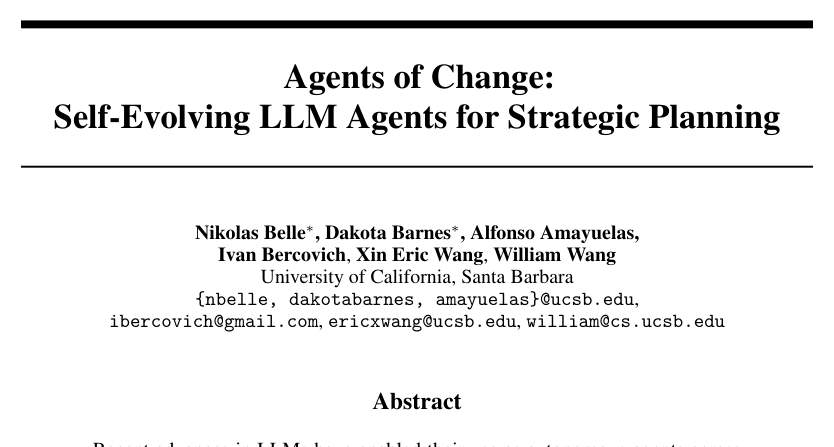 Agents of Change:
Self-Evolving LLM Agents for Strategic Planning
Nikolas Belle*, Dakota Barnes*, Alfonso Amayuelas,
Ivan Bercovich, Xin Eric Wang, William Wang
University of California, Santa Barbara
{nbelle, dakotabarnes, amayuelas}@ucsb.edu,
ibercovich@gmail.com, ericxwang@ucsb.edu, william@cs.ucsb.edu
Abstract